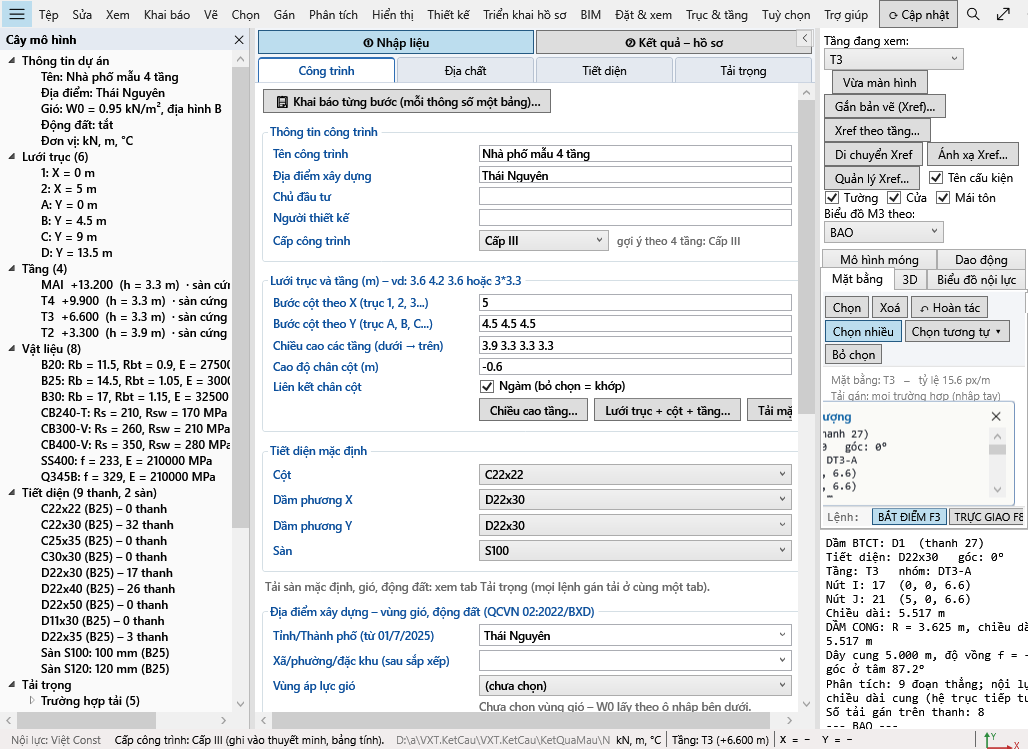 Tệp Sửa Xem Khai báo Vẽ Chọn Gán Phân tích Hiển thị Thiết kế Triển khai hồ sơ BIM Đặt & xem Trục & tầng Tuỳ chọn Trợ giúp Cập nhật
Cây mô hình
Thông tin dự án
Tên: Nhà phố mẫu 4 tầng
Địa điểm: Thái Nguyên
Gió: W0 = 0.95 kN/m², địa hình B
Động đất: tắt
Đơn vị: kN, m, °C
Lưới trục (6)
1: X = 0 m
2: X = 5 m
A: Y = 0 m
B: Y = 4.5 m
C: Y = 9 m
D: Y = 13.5 m
Tầng (4)
MAI +13.200 (h = 3.3 m) · sàn cứn
T4 +9.900 (h = 3.3 m) · sàn cứng
T3 +6.600 (h = 3.3 m) · sàn cứng
T2 +3.300 (h = 3.9 m) · sàn cứng
Vật liệu (8)
B20: Rb = 11.5, Rbt = 0.9, E = 27500
B25: Rb = 14.5, Rbt = 1.05, E = 3000
B30: Rb = 17, Rbt = 1.15, E = 32500
CB240-T: Rs = 210, Rsw = 170 MPa
CB300-V: Rs = 260, Rsw = 210 MPa
CB400-V: Rs = 350, Rsw = 280 MPa
SS400: f = 233, E = 210000 MPa
Q345B: f = 329, E = 210000 MPa
Tiết diện (9 thanh, 2 sàn)
C22x22 (B25) – 0 thanh
C22x30 (B25) – 32 thanh
C25x35 (B25) – 0 thanh
C30x30 (B25) – 0 thanh
D22x30 (B25) – 17 thanh
D22x40 (B25) – 26 thanh
D22x50 (B25) – 0 thanh
D11x30 (B25) – 0 thanh
D22x35 (B25) – 3 thanh
Sàn S100: 100 mm (B25)
Sàn S120: 120 mm (B25)
Tải trọng
Trường hợp tải (5)
① Nhập liệu
② Kết quả – hồ sơ
Công trình Địa chất Tiết diện Tải trọng
Khai báo từng bước (mỗi thông số một bảng)...
Thông tin công trình
Tên công trình Nhà phố mẫu 4 tầng
Địa điểm xây dựng Thái Nguyên
Chủ đầu tư
Người thiết kế
Cấp công trình Cấp III gợi ý theo 4 tầng: Cấp III
Lưới trục và tầng (m) – vd: 3.6 4.2 3.6 hoặc 3*3.3
Bước cột theo X (trục 1, 2, 3...) 5
Bước cột theo Y (trục A, B, C...) 4.5 4.5 4.5
Chiều cao các tầng (dưới → trên) 3.9 3.3 3.3 3.3
Cao độ chân cột (m) -0.6
Liên kết chân cột Ngàm (bỏ chọn = khớp)
Chiều cao tầng... Lưới trục + cột + tầng... Tải mặ
Tiết diện mặc định
Cột C22x22
Dầm phương X D22x30
Dầm phương Y D22x30
Sàn S100
Tải sàn mặc định, gió, động đất: xem tab Tải trọng (mọi lệnh gán tải ở cùng một tab).
Địa điểm xây dựng – vùng gió, động đất (QCVN 02:2022/BXD)
Tỉnh/Thành phố (từ 01/7/2025) Thái Nguyên
Xã/phường/đặc khu (sau sắp xếp)
Vùng áp lực gió (chưa chọn)
Chưa chọn vùng gió – W0 lấy theo ô nhập bên dưới.
Tầng đang xem:
T3
Vừa màn hình
Gắn bản vẽ (Xref)...
Xref theo tầng...
Di chuyển Xref Ánh xạ Xref...
Quản lý Xref... Tên cấu kiện
Tường Cửa Mái tôn
Biểu đồ M3 theo:
BAO
Mô hình móng Dao động
Mặt bằng 3D Biểu đồ nội lực
Chọn Xoá Hoàn tác
Chọn nhiều Chọn tương tự
Bỏ chọn
Mặt bằng: T3 – tỷ lệ 15.6 px/m
Tải gán: mọi trường hợp (nhập tay)
ượng
hanh 27)
góc: 0°
DT3-A
, 6.6)
, 6.6)
Lệnh: BẮT ĐIỂM F3 TRỰC GIAO F8
Dầm BTCT: D1 (thanh 27)
Tiết diện: D22x30 góc: 0°
Tầng: T3 nhóm: DT3-A
Nút I: 17 (0, 0, 6.6)
Nút J: 21 (5, 0, 6.6)
Chiều dài: 5.517 m
DẦM CONG: R = 3.625 m, chiều dà
5.517 m
Dây cung 5.000 m, độ vồng f = -
góc ở tâm 87.2°
Phân tích: 9 đoạn thẳng; nội lự
chiều dài cung (hệ trục tiếp tu
Số tải gán trên thanh: 8
--- BAO ---
Nội lực: Việt Const Cấp công trình: Cấp III (ghi vào thuyết minh, bảng tính). D:\a\VXT.KetCau\VXT.KetCau\KetQuaMau\N kN, m, °C Tầng: T3 (+6.600 m) X = – Y = –
Y
X